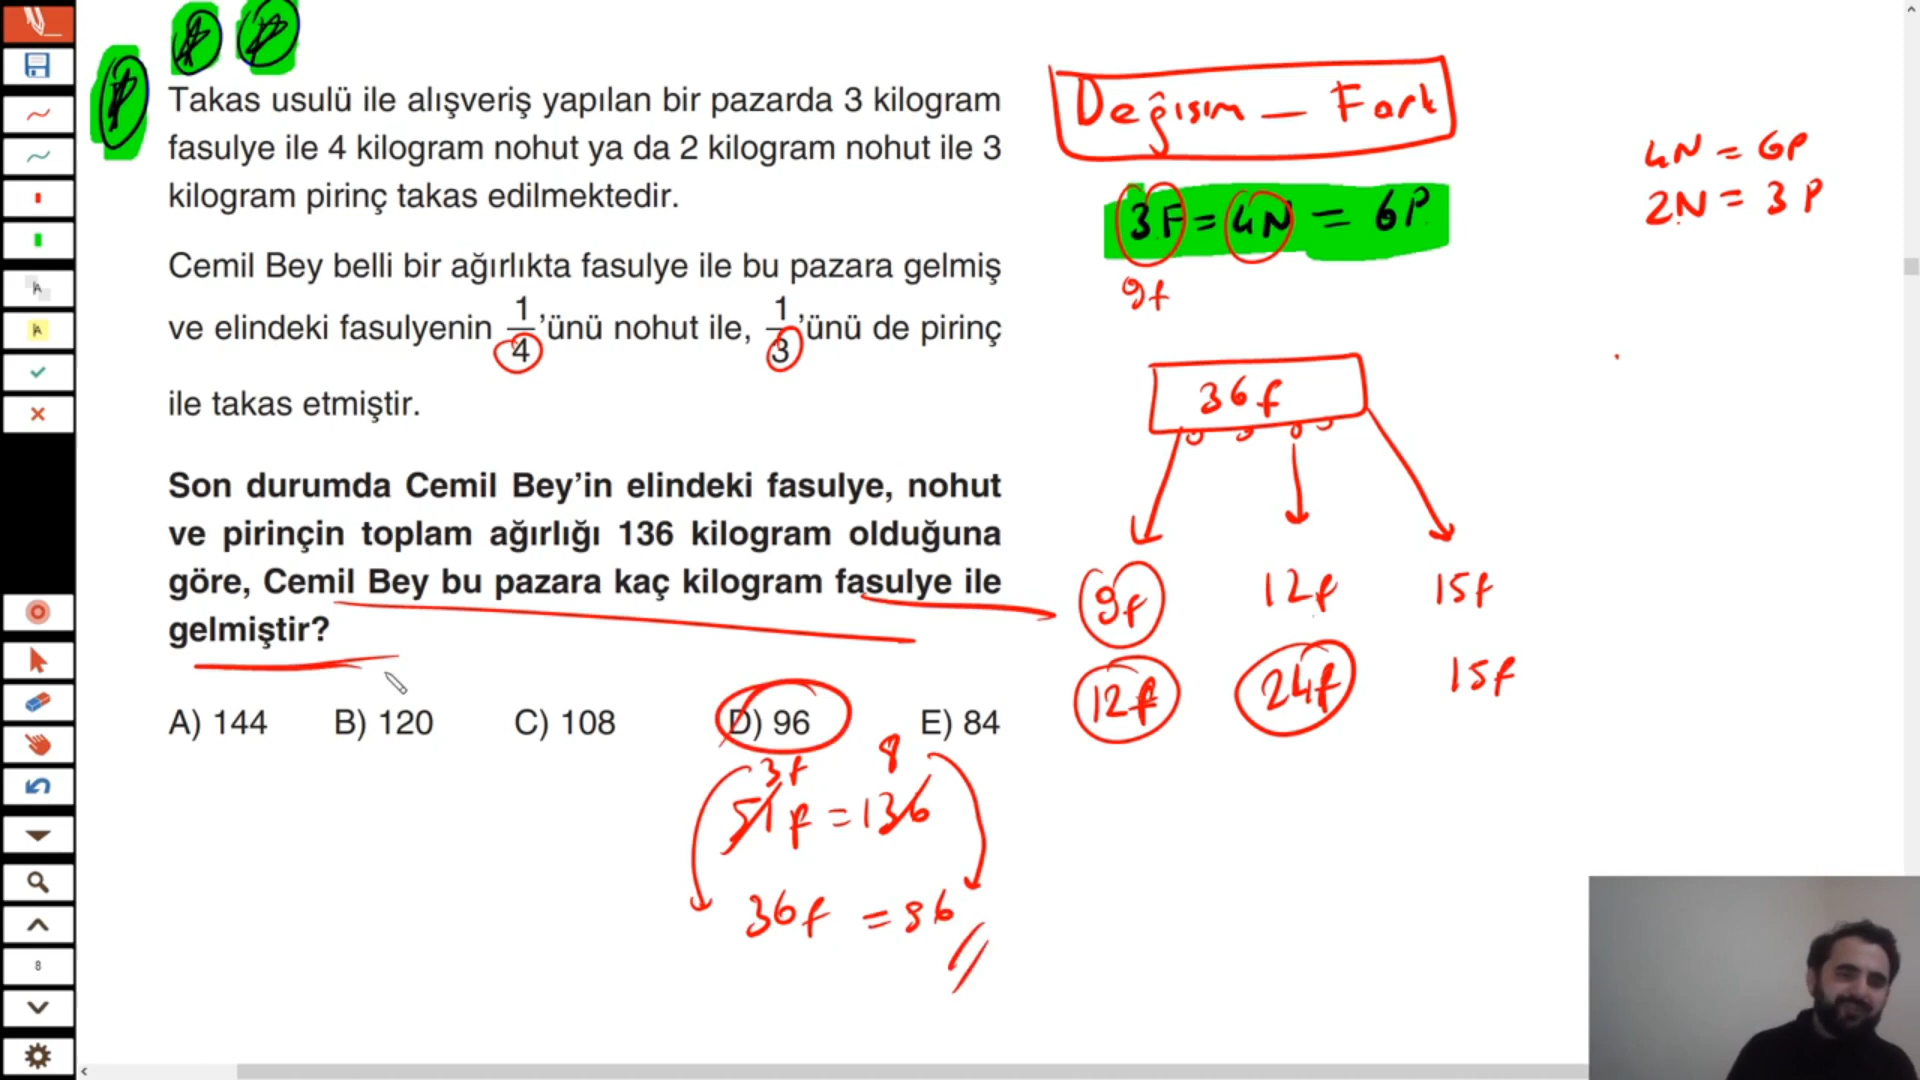 Takas usulü ile alışveriş yapılan bir pazarda 3 kilogram
fasulye ile 4 kilogram nohut ya da 2 kilogram nohut ile 3
kilogram pirinç takas edilmektedir.
Cemil Bey belli bir ağırlıkta fasulye ile bu pazara gelmiş
ve elindeki fasulyenin 1/4'ünü nohut ile, 1/3'ünü de pirinç
ile takas etmiştir.
Son durumda Cemil Bey'in elindeki fasulye, nohut
ve pirinçin toplam ağırlığı 136 kilogram olduğuna
göre, Cemil Bey bu pazara kaç kilogram fasulye ile
gelmiştir?
A) 144 B) 120 C) 108 D) 96 E) 84
3f 8
51f = 136
36f = 96
Değişim — Fark
3F = 4N = 6P
9f
4N = 6P
2N = 3P
36f
9f 12f 15f
12f 24f 15f
8